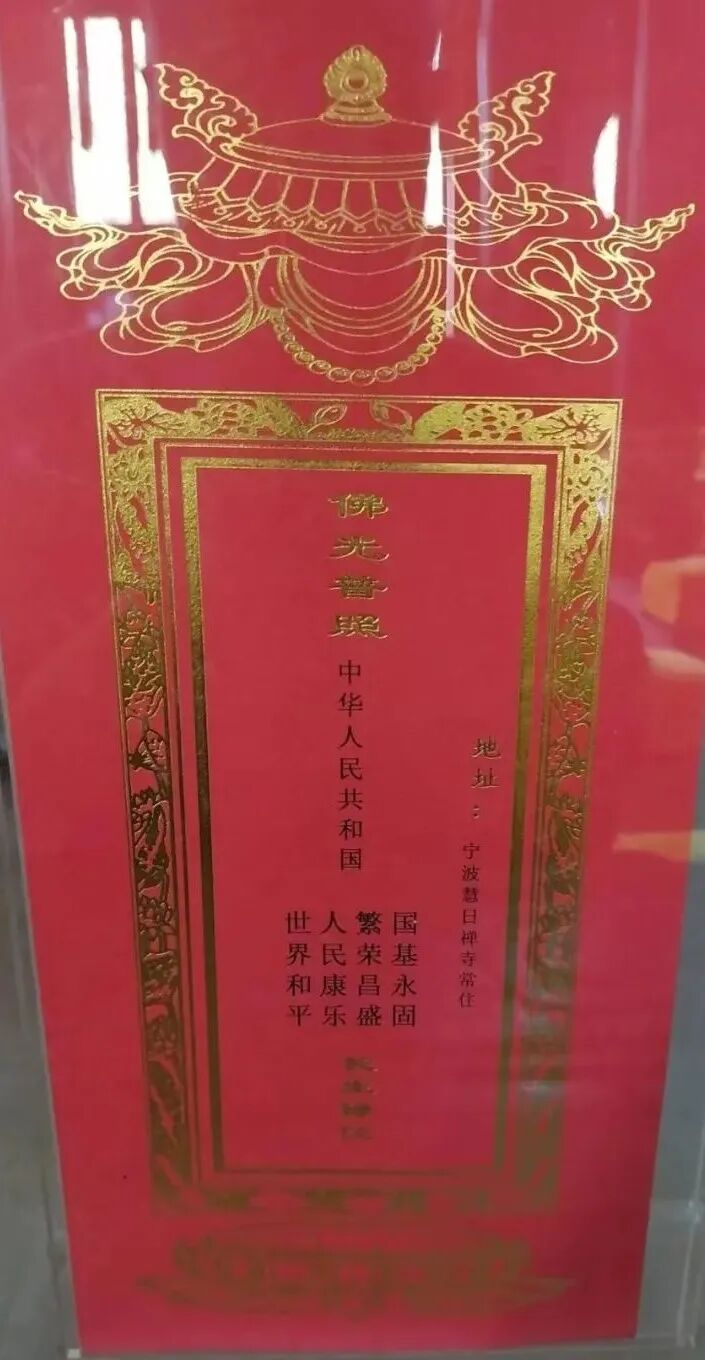 地址：宁波慧日禅寺常住
佛光普照
中华人民共和国
国基永固
繁荣昌盛
人民康乐
世界和平